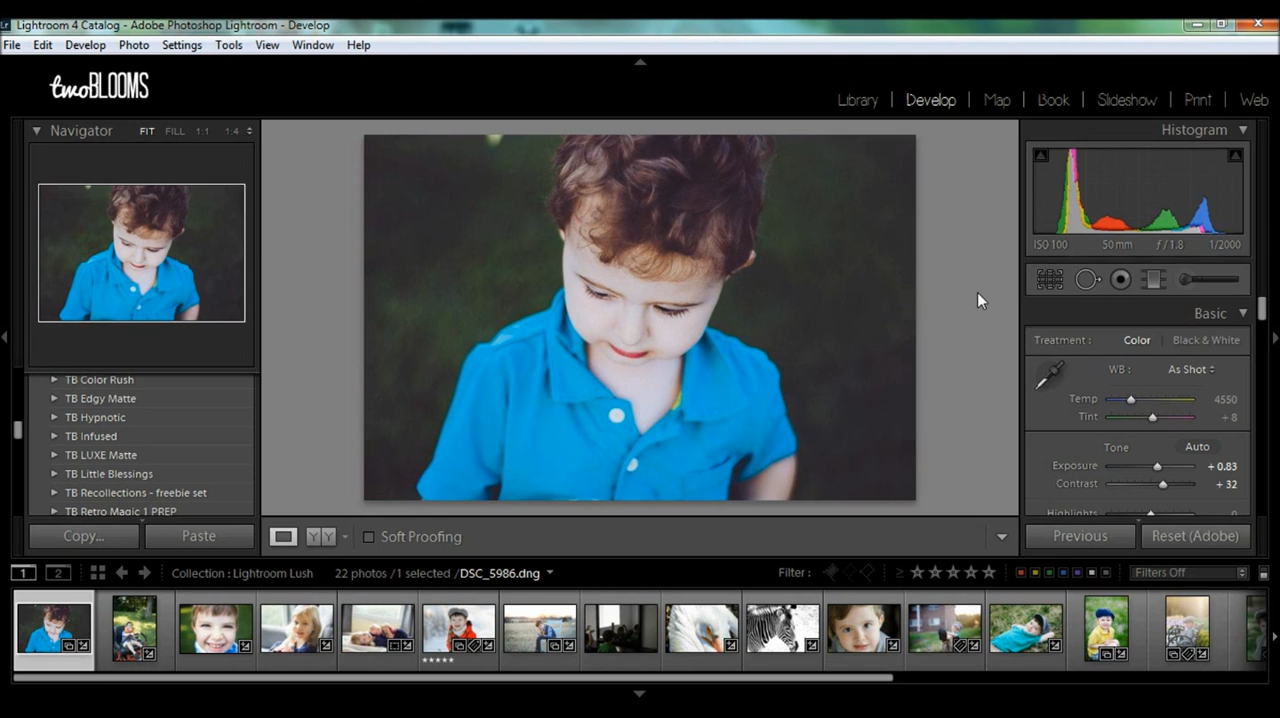 Lightroom 4 Catalog - Adobe Photoshop Lightroom - Develop
File Edit Develop Photo Settings Tools View Window Help
twoBLOOMS
Library | Develop | Map | Book | Slideshow | Print | Web
Navigator FIT FILL 1:1 1:4
Histogram
ISO 100 50 mm ƒ / 1.8 1/2000
Basic
Treatment : Color | Black & White
WB : As Shot
Temp 4550
Tint + 8
Tone Auto
Exposure + 0.83
Contrast + 32
Highlights 0
TB Color Rush
TB Edgy Matte
TB Hypnotic
TB Infused
TB LUXE Matte
TB Little Blessings
TB Recollections - freebie set
TB Retro Magic 1 PREP
Copy... Paste
Y Y Soft Proofing
Previous Reset (Adobe)
1 2 Collection : Lightroom Lush 22 photos / 1 selected / DSC_5986.dng Filter : ≥ ★★★★★ Filters Off
★★★★★